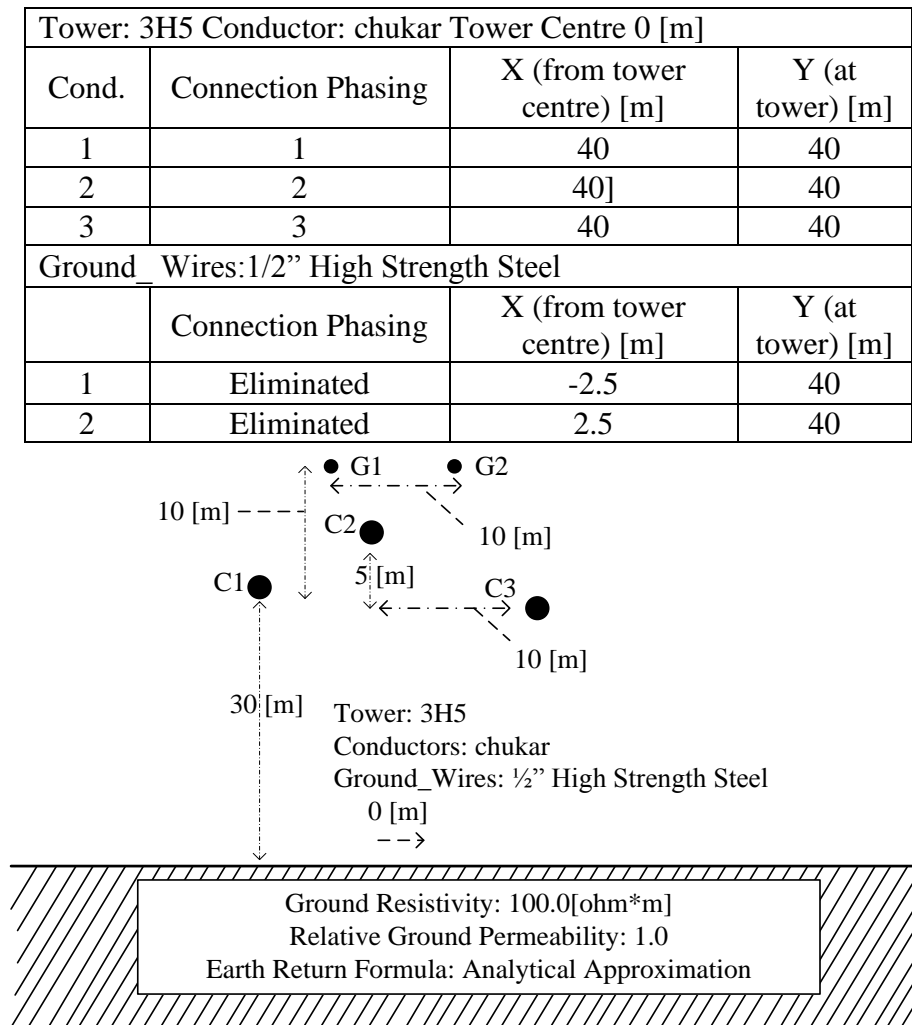 Tower: 3H5 Conductor: chukar Tower Centre 0 [m]
Cond. Connection Phasing X (from tower centre) [m] Y (at tower) [m]
1 1 40 40
2 2 40] 40
3 3 40 40
Ground_ Wires:1/2” High Strength Steel
Connection Phasing X (from tower centre) [m] Y (at tower) [m]
1 Eliminated -2.5 40
2 Eliminated 2.5 40
G1 G2
10 [m]
C2
10 [m]
C1
5 [m]
C3
10 [m]
30 [m]
Tower: 3H5
Conductors: chukar
Ground_Wires: ½” High Strength Steel
0 [m]
Ground Resistivity: 100.0[ohm*m]
Relative Ground Permeability: 1.0
Earth Return Formula: Analytical Approximation